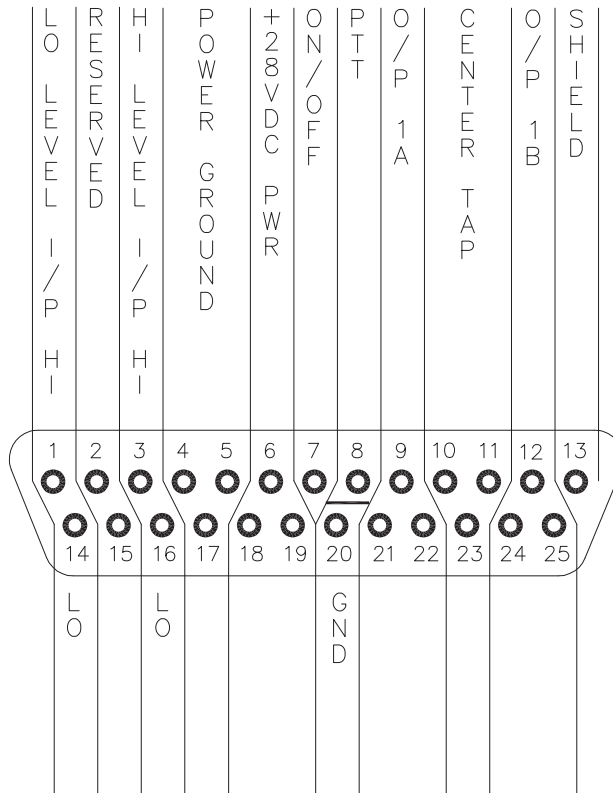 LO LEVEL I/P HI
RESERVED
HI LEVEL I/P HI
POWER GROUND
+28VDC PWR
ON/OFF
PTT
O/P 1A
CENTER TAP
O/P 1B
SHIELD
1 2 3 4 5 6 7 8 9 10 11 12 13
14 15 16 17 18 19 20 21 22 23 24 25
LO
LO
GND